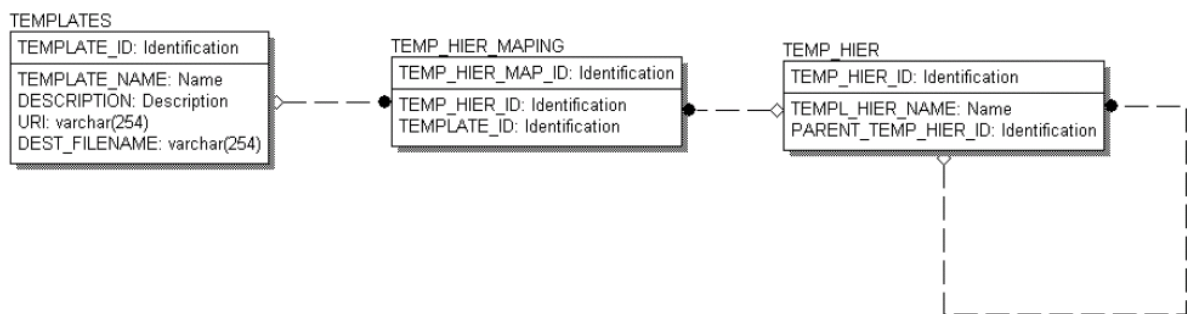 TEMPLATES
TEMPLATE_ID: Identification
TEMPLATE_NAME: Name
DESCRIPTION: Description
URI: varchar(254)
DEST_FILENAME: varchar(254)
TEMP_HIER_MAPING
TEMP_HIER_MAP_ID: Identification
TEMP_HIER_ID: Identification
TEMPLATE_ID: Identification
TEMP_HIER
TEMP_HIER_ID: Identification
TEMPL_HIER_NAME: Name
PARENT_TEMP_HIER_ID: Identification